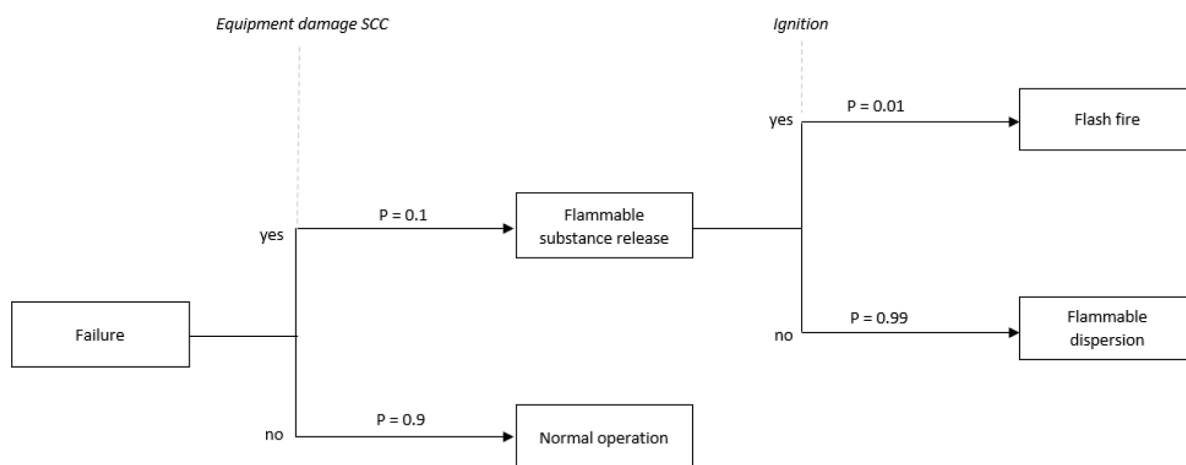 Equipment damage SCC
Ignition
P = 0.01
yes
Flash fire
P = 0.1
yes
Flammable
substance release
P = 0.99
no
Flammable
dispersion
Failure
P = 0.9
no
Normal operation